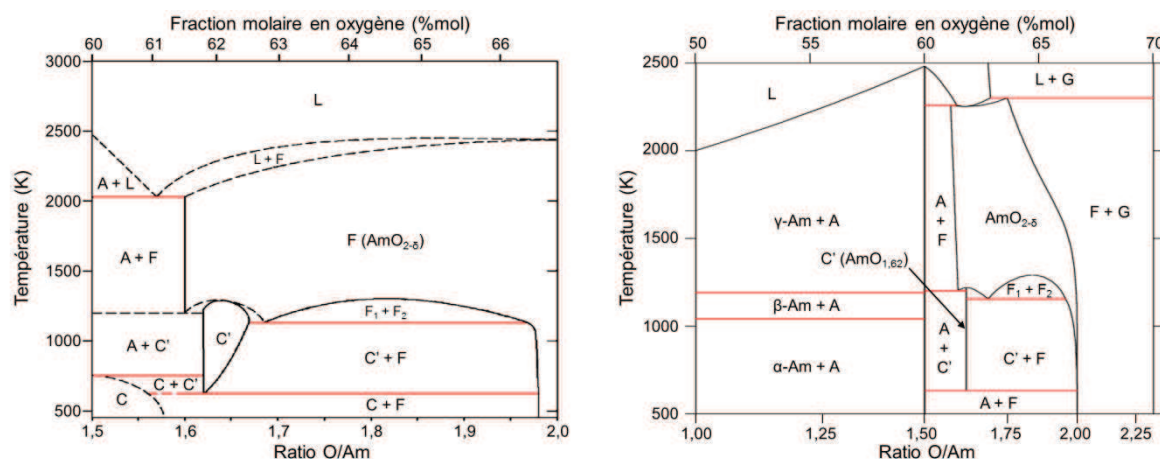 Fraction molaire en oxygène (%mol)
60 61 62 63 64 65 66
3000
2500
2000
1500
1000
500
Température (K)
L
L + F
A + L
A + F
F (AmO2-δ)
C'
F1 + F2
A + C'
C' + F
C + C'
C
C + F
1,5 1,6 1,7 1,8 1,9 2,0
Ratio O/Am
Fraction molaire en oxygène (%mol)
50 55 60 65 70
2500
2000
1500
1000
500
Température (K)
L
L + G
A
+
F
AmO2-δ
F + G
γ-Am + A
C' (AmO1,62)
F1 + F2
β-Am + A
A
+
C'
C' + F
α-Am + A
A + F
1,00 1,25 1,50 1,75 2,00 2,25
Ratio O/Am